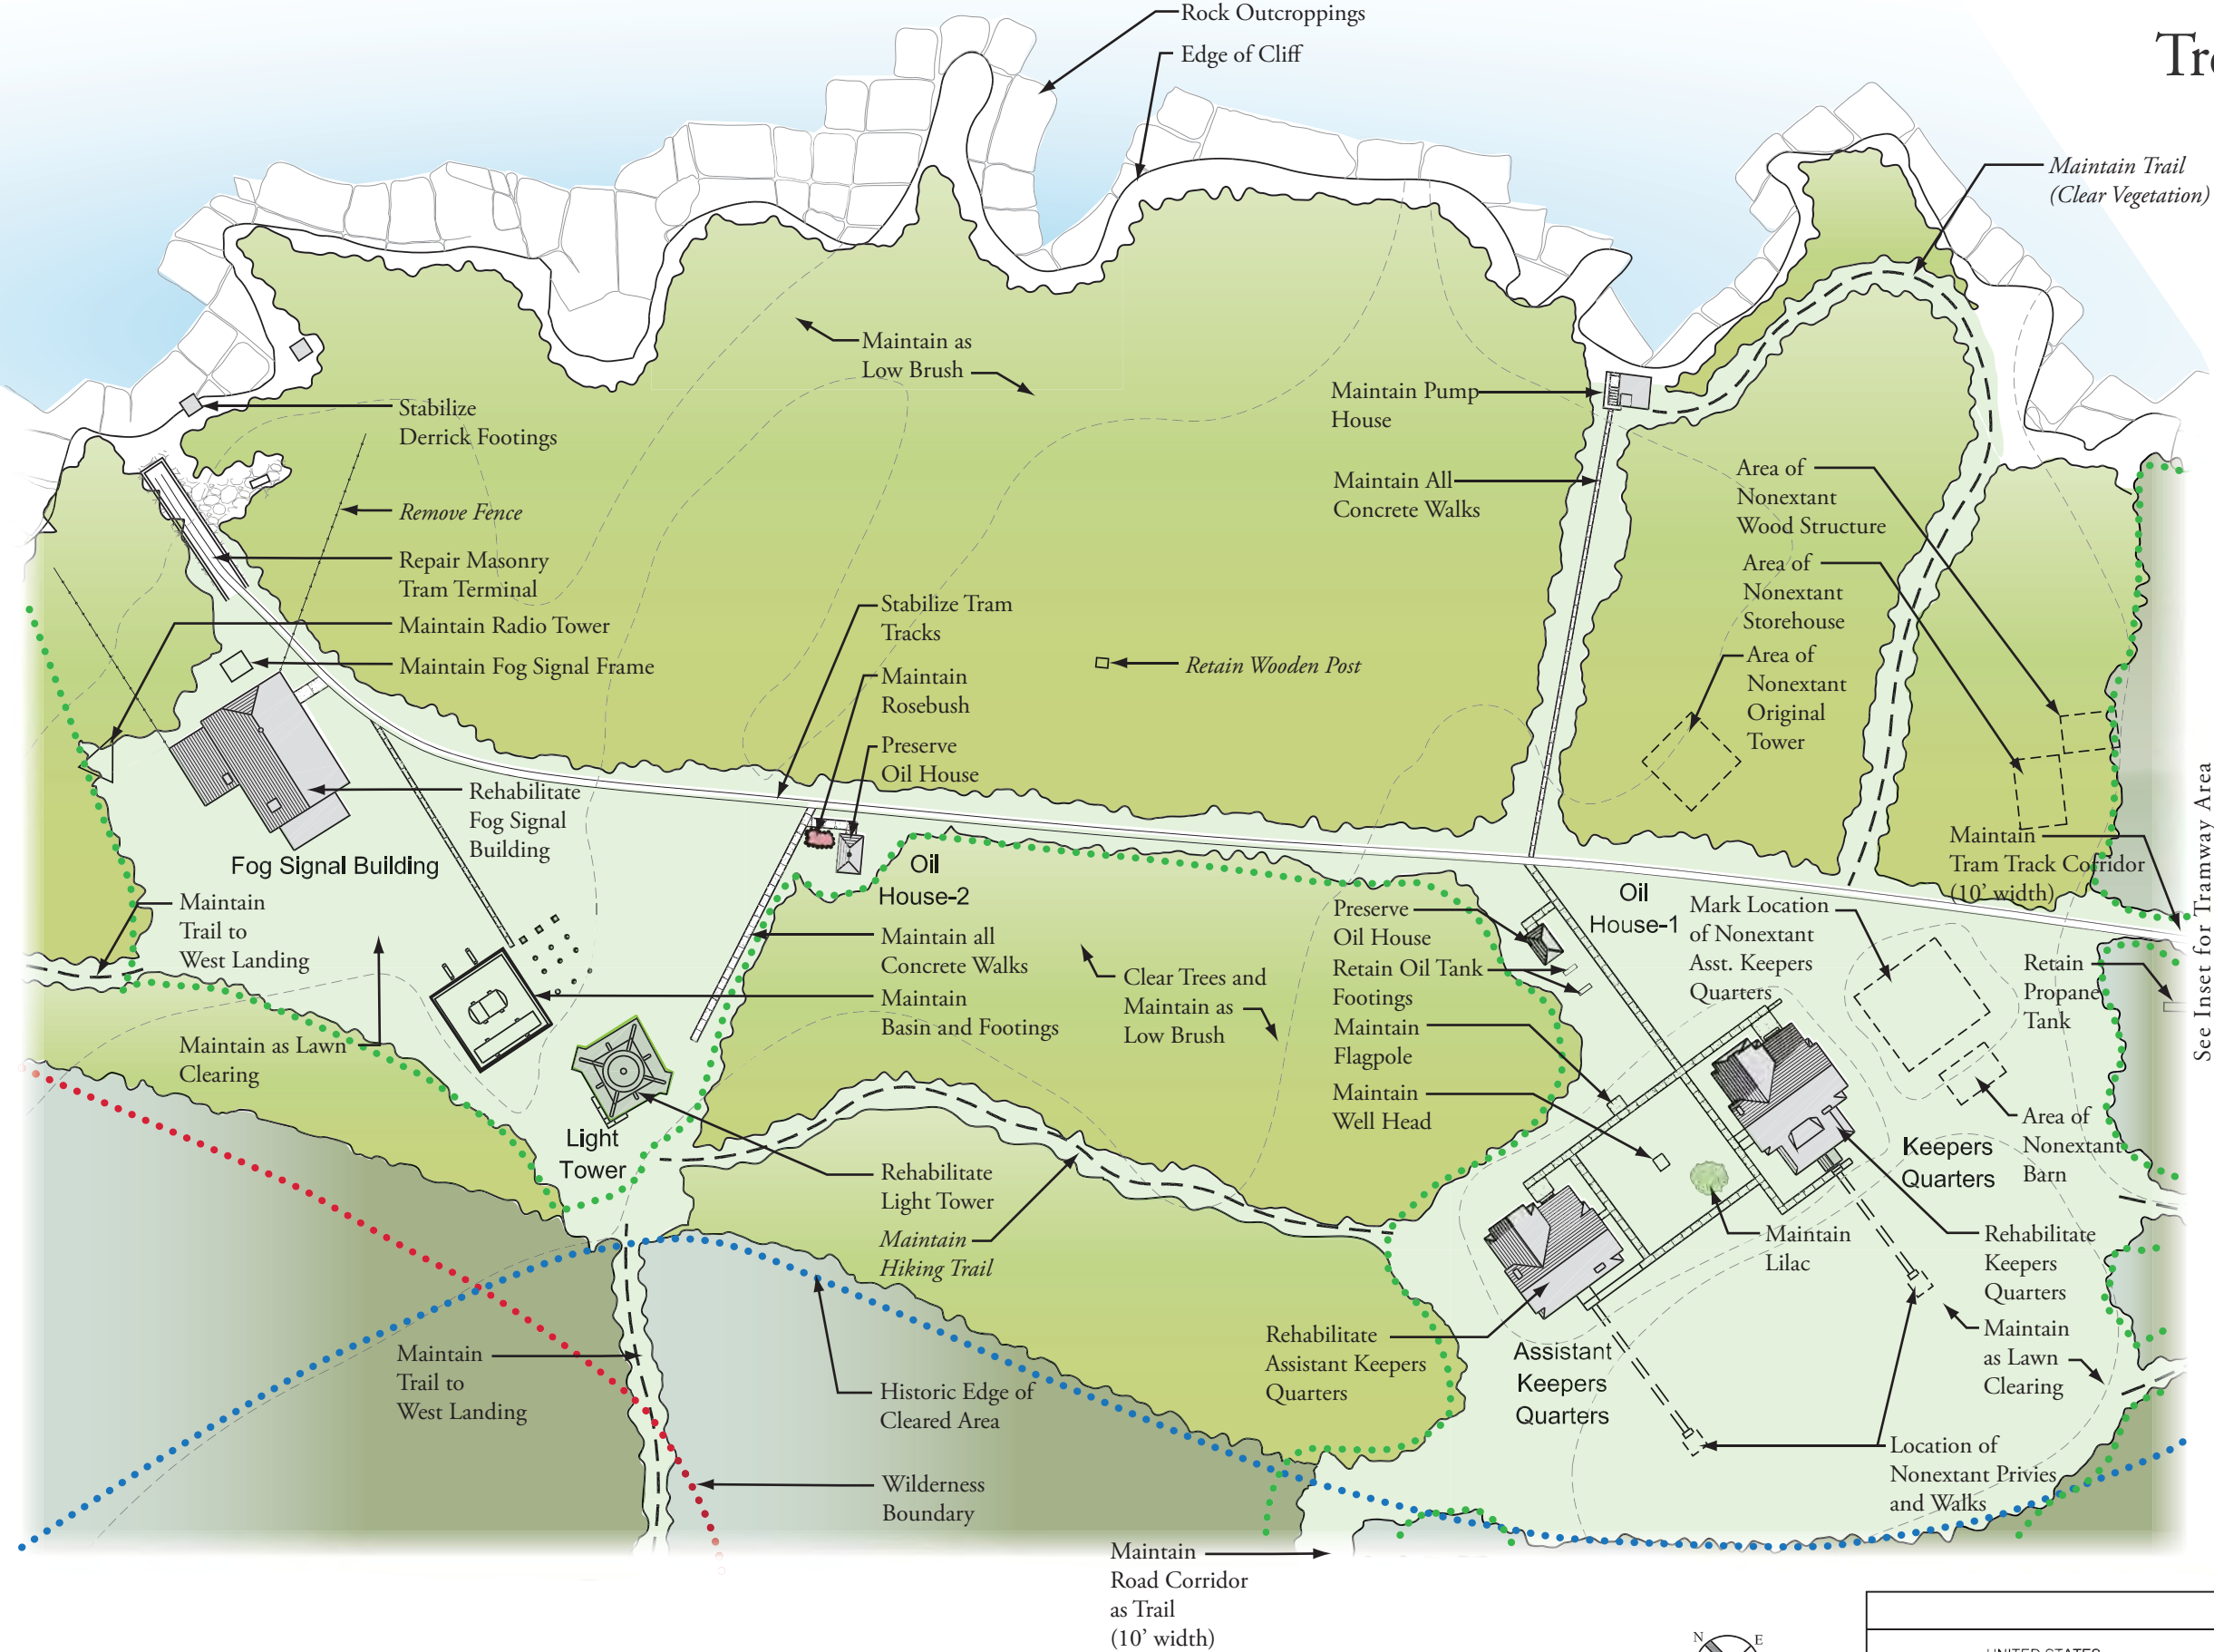 Rock Outcroppings
Edge of Cliff
Maintain Trail
(Clear Vegetation)
Maintain as
Low Brush
Stabilize
Derrick Footings
Remove Fence
Repair Masonry
Tram Terminal
Maintain Radio Tower
Maintain Fog Signal Frame
Maintain Pump
House
Maintain All
Concrete Walks
Area of
Nonextant
Wood Structure
Area of
Nonextant
Storehouse
Area of
Nonextant
Original
Tower
Stabilize Tram
Tracks
Maintain
Rosebush
Preserve
Oil House
Retain Wooden Post
Rehabilitate
Fog Signal
Building
Fog Signal Building
Oil
House-2
Maintain
Trail to
West Landing
Maintain all
Concrete Walks
Maintain
Basin and Footings
Maintain as Lawn
Clearing
Clear Trees and
Maintain as
Low Brush
Preserve
Oil House
Retain Oil Tank
Footings
Maintain
Flagpole
Maintain
Well Head
Oil
House-1
Mark Location
of Nonextant
Asst. Keepers
Quarters
Maintain
Tram Track Corridor
(10’ width)
Retain
Propane
Tank
See Inset for Tramway Area
Area of
Nonextant
Barn
Keepers
Quarters
Light
Tower
Rehabilitate
Light Tower
Maintain
Hiking Trail
Maintain
Lilac
Rehabilitate
Keepers
Quarters
Maintain
as Lawn
Clearing
Rehabilitate
Assistant Keepers
Quarters
Assistant
Keepers
Quarters
Maintain
Trail to
West Landing
Historic Edge of
Cleared Area
Wilderness
Boundary
Location of
Nonextant Privies
and Walks
Maintain
Road Corridor
as Trail
(10’ width)
N E
UNITED STATES